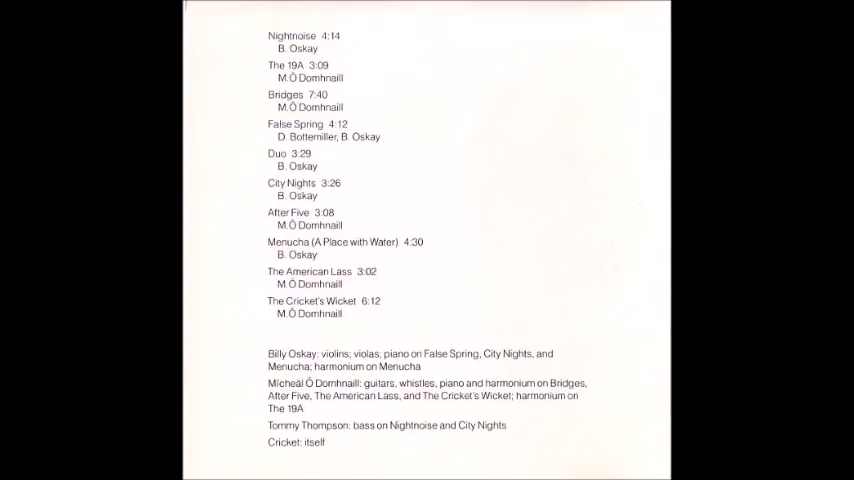 Nightnoise 4:14
B. Oskay
The 19A 3:09
M.Ó Domhnaill
Bridges 7:40
M.Ó Domhnaill
False Spring 4:12
D. Bottemiller, B. Oskay
Duo 3:29
B. Oskay
City Nights 3:26
B. Oskay
After Five 3:08
M.Ó Domhnaill
Menucha (A Place with Water) 4:30
B. Oskay
The American Lass 3:02
M.Ó Domhnaill
The Cricket's Wicket 6:12
M.Ó Domhnaill
Billy Oskay: violins; violas; piano on False Spring, City Nights, and
Menucha; harmonium on Menucha
Mícheál Ó Domhnaill: guitars, whistles, piano and harmonium on Bridges,
After Five, The American Lass, and The Cricket's Wicket; harmonium on
The 19A
Tommy Thompson: bass on Nightnoise and City Nights
Cricket: itself